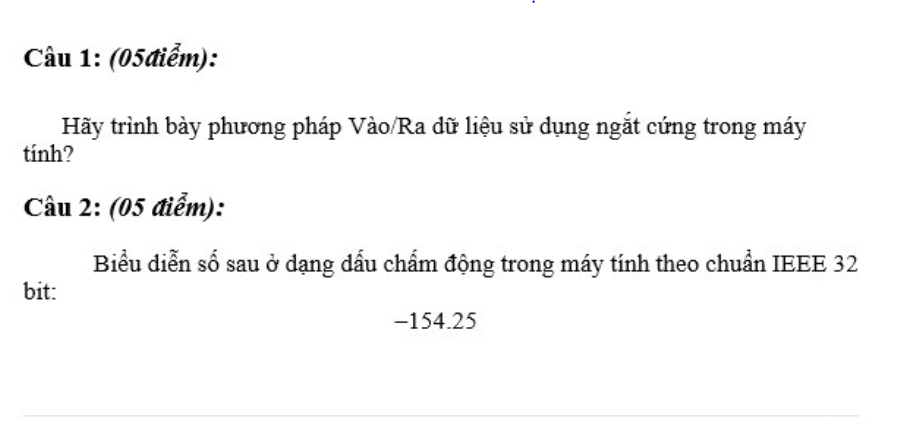 Câu 1: (05điểm):
Hãy trình bày phương pháp Vào/Ra dữ liệu sử dụng ngắt cứng trong máy
tính?
Câu 2: (05 điểm):
Biểu diễn số sau ở dạng dấu chấm động trong máy tính theo chuẩn IEEE 32
bit:
−154.25